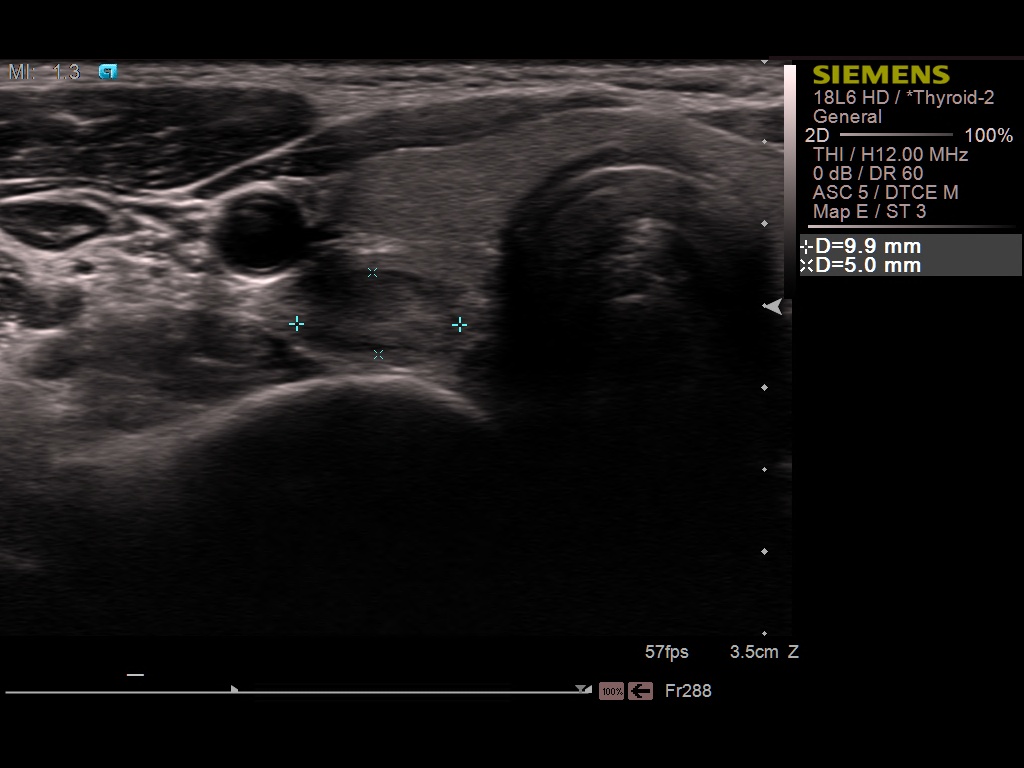 MI: 1.3
SIEMENS
18L6 HD / *Thyroid-2
General
2D 100%
THI / H12.00 MHz
0 dB / DR 60
ASC 5 / DTCE M
Map E / ST 3
D=9.9 mm
D=5.0 mm
57fps 3.5cm Z
100% Fr288